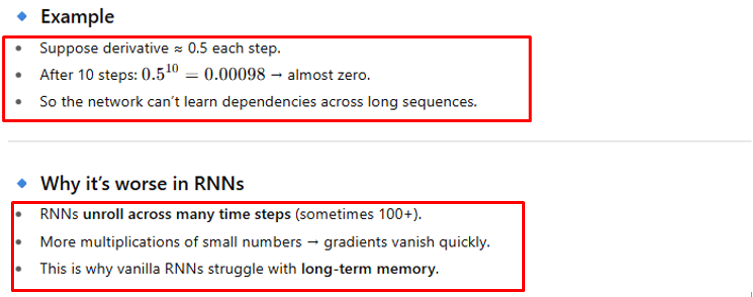 Example
Suppose derivative ≈ 0.5 each step.
After 10 steps: 0.5¹⁰ = 0.00098 → almost zero.
So the network can’t learn dependencies across long sequences.
Why it’s worse in RNNs
RNNs unroll across many time steps (sometimes 100+).
More multiplications of small numbers → gradients vanish quickly.
This is why vanilla RNNs struggle with long-term memory.